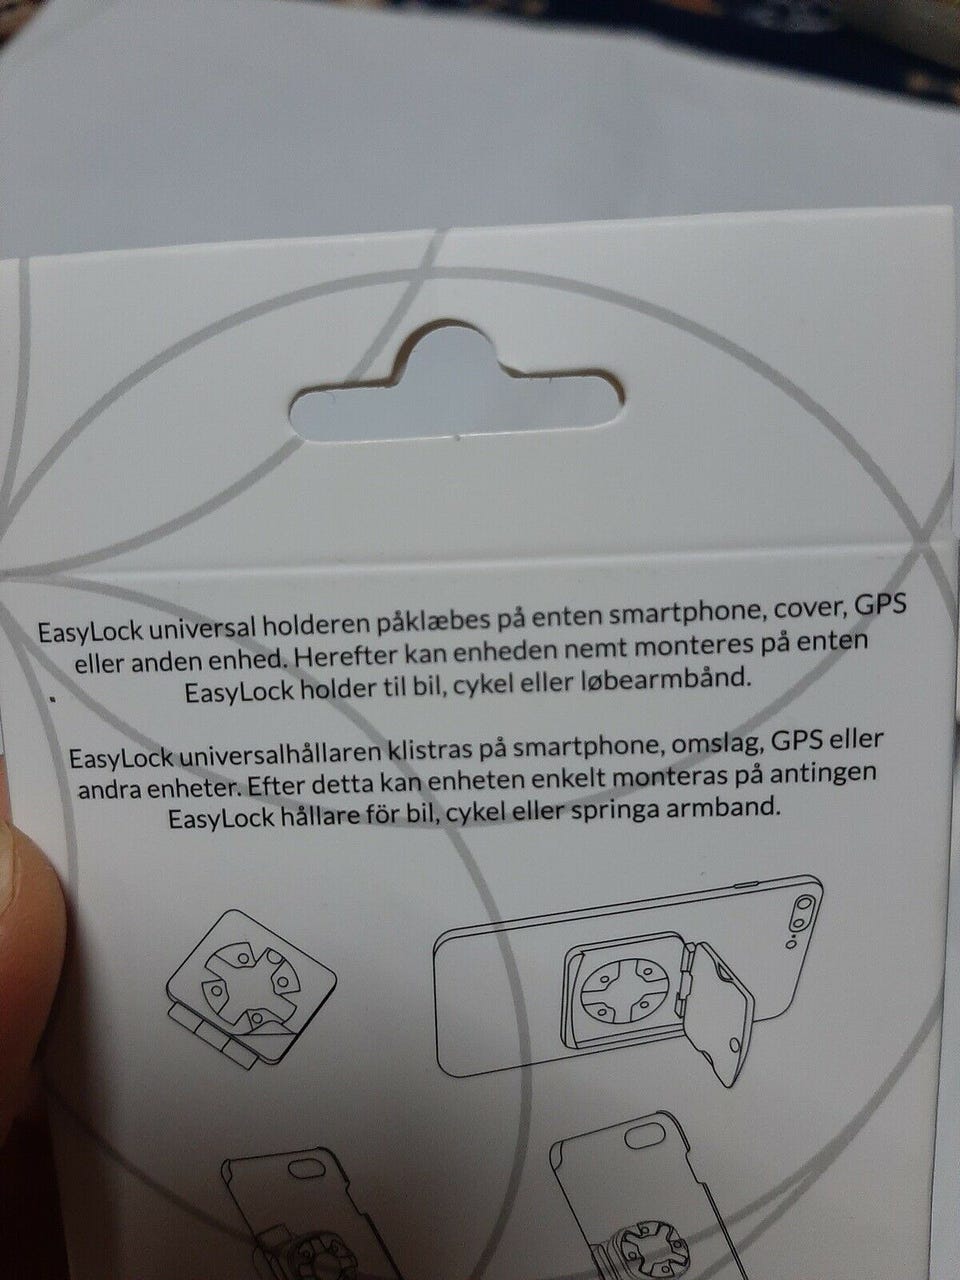 EasyLock universal holderen påklæbes på enten smartphone, cover, GPS
eller anden enhed. Herefter kan enheden nemt monteres på enten
EasyLock holder til bil, cykel eller løbearmbånd.
EasyLock universalhållaren klistras på smartphone, omslag, GPS eller
andra enheter. Efter detta kan enheten enkelt monteras på antingen
EasyLock hållare för bil, cykel eller springa armband.